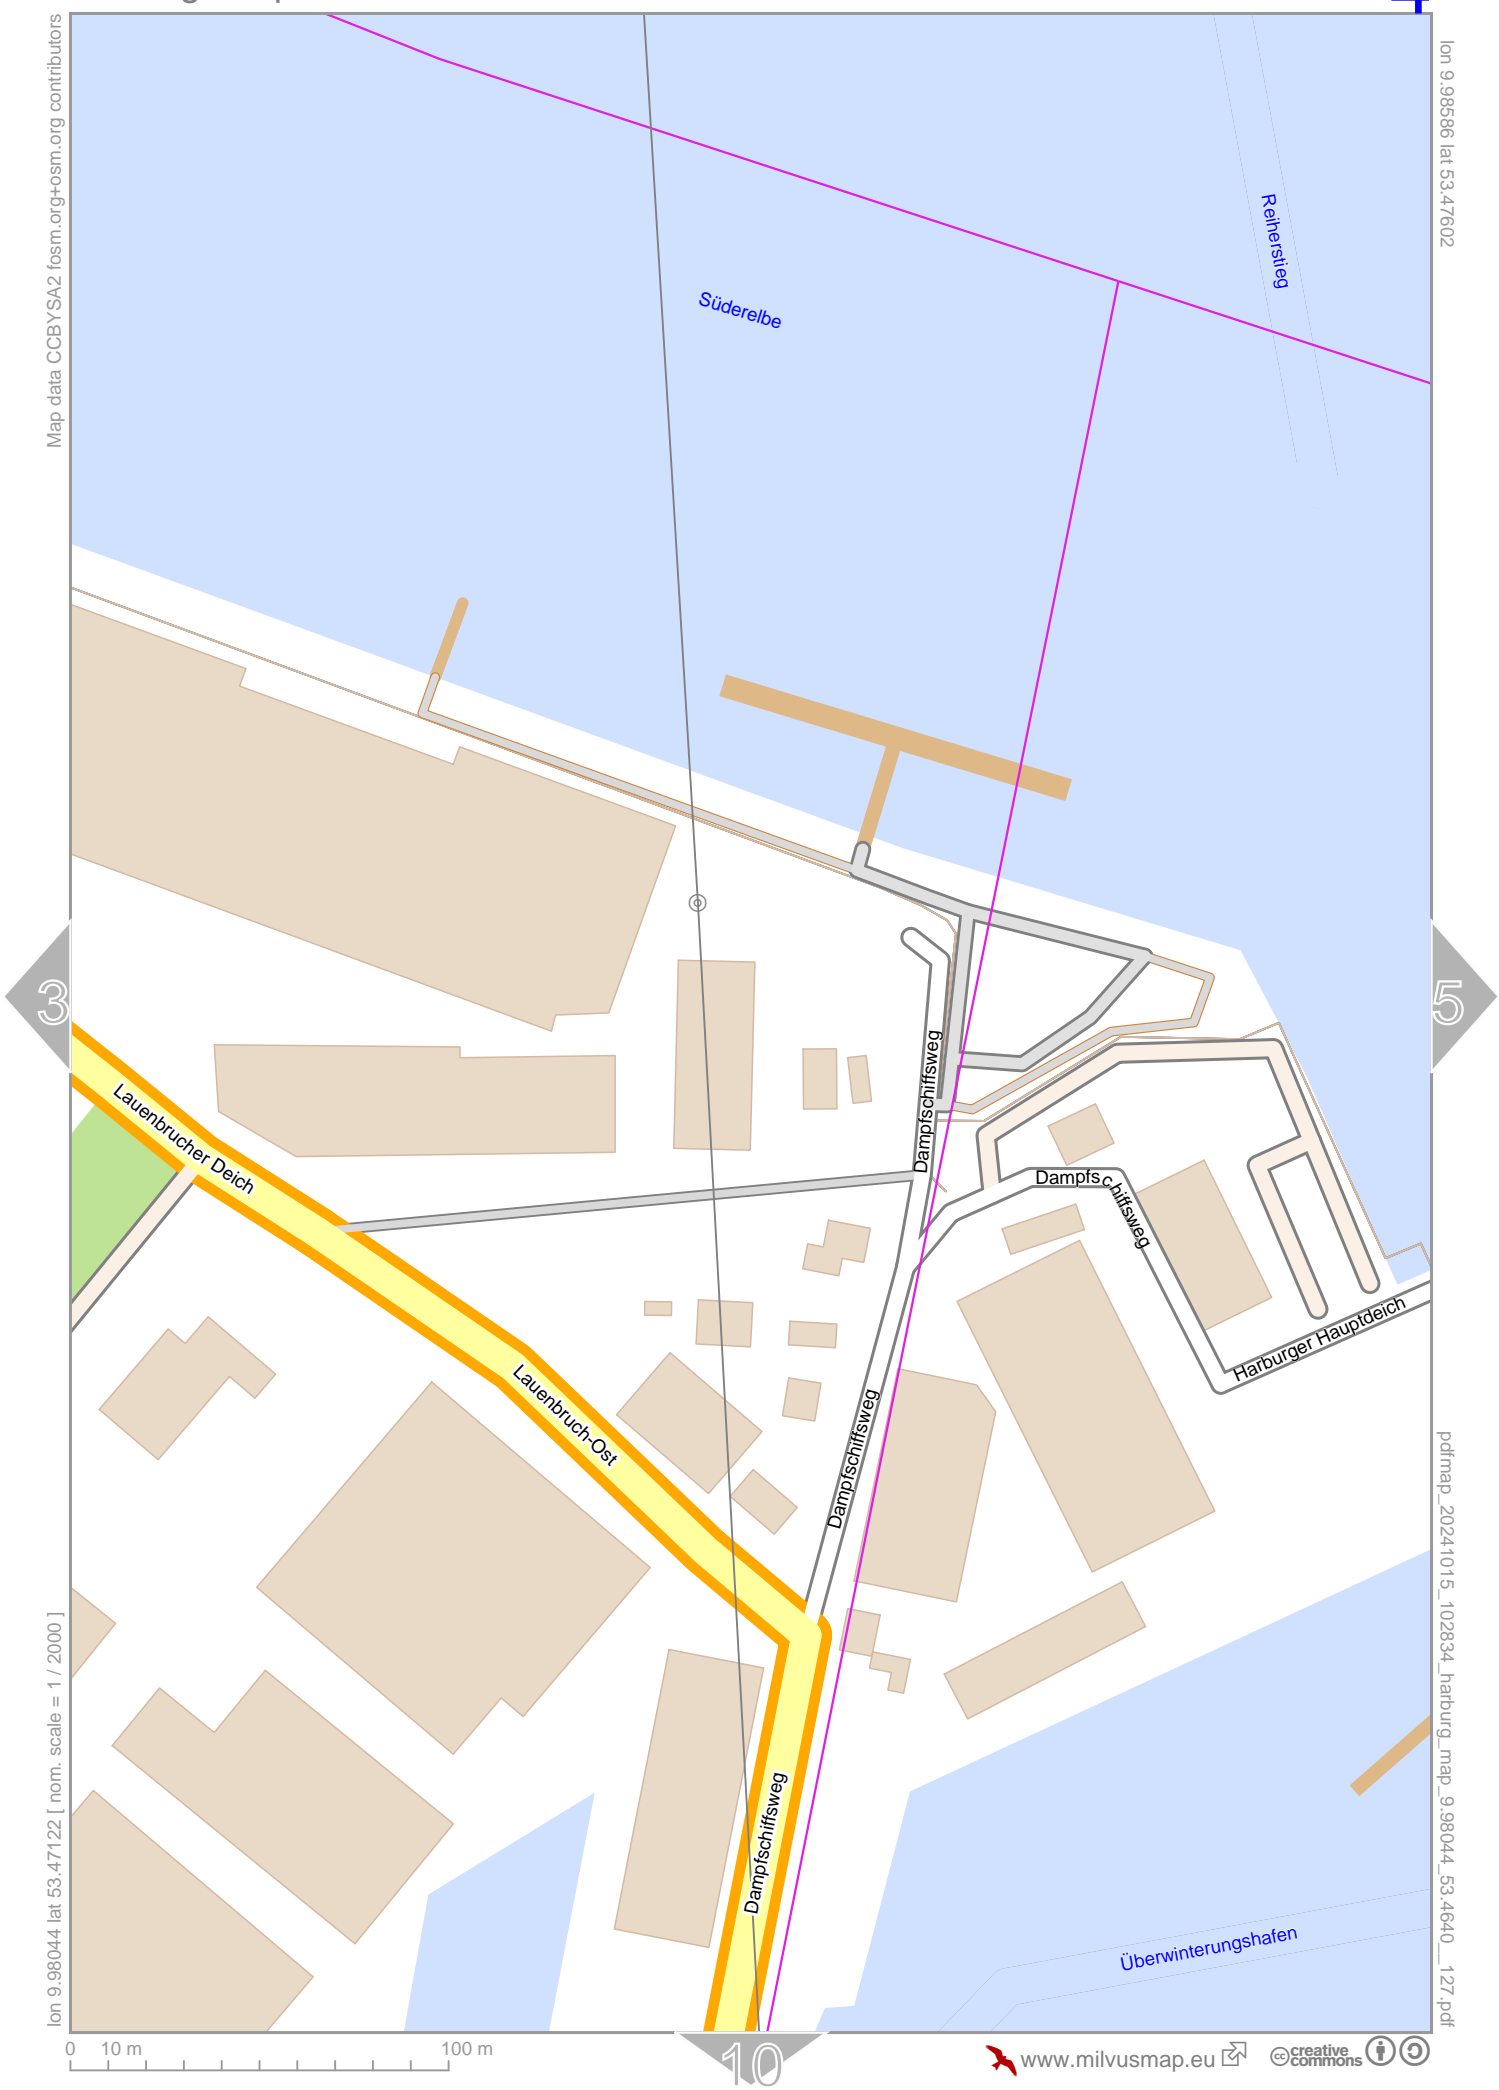 Map data CCBYSA2 fosm.org+osm.org contributors
lon 9.98586 lat 53.47602
Reiherstieg
Süderelbe
3
5
Dampfschiffsweg
Lauenbrucher Deich
Dampfschiffsweg
Harburger Hauptdeich
Lauenbruch-Ost
Dampfschiffsweg
Dampfschiffsweg
Überwinterungshafen
lon 9.98044 lat 53.47122 [ nom. scale = 1 / 2000 ]
pdfmap_20241015_102834_harburg_map_9.98044_53.4640__127.pdf
0 10 m 100 m
10
www.milvusmap.eu
cc creative commons